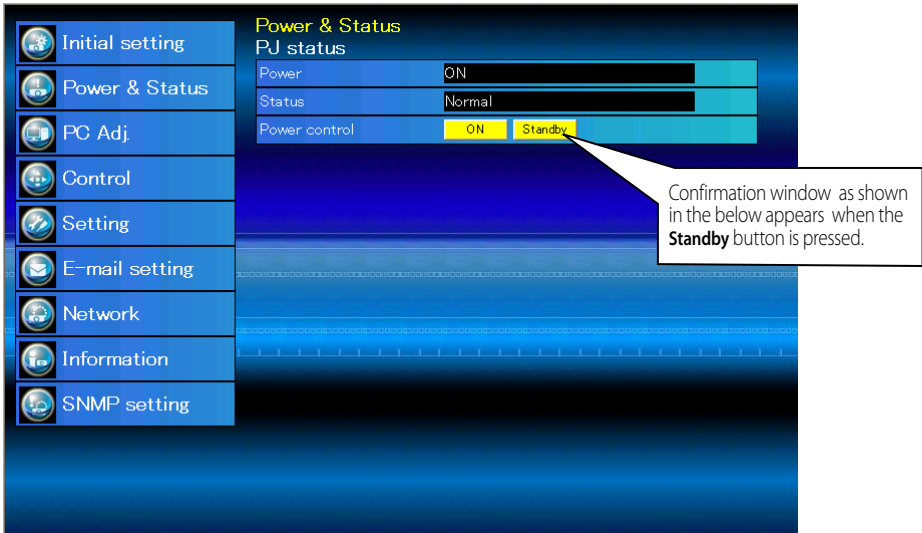 Initial setting
Power & Status
PC Adj.
Control
Setting
E-mail setting
Network
Information
SNMP setting
Power & Status
PJ status
Power ON
Status Normal
Power control ON Standby
Confirmation window as shown
in the below appears when the
Standby button is pressed.